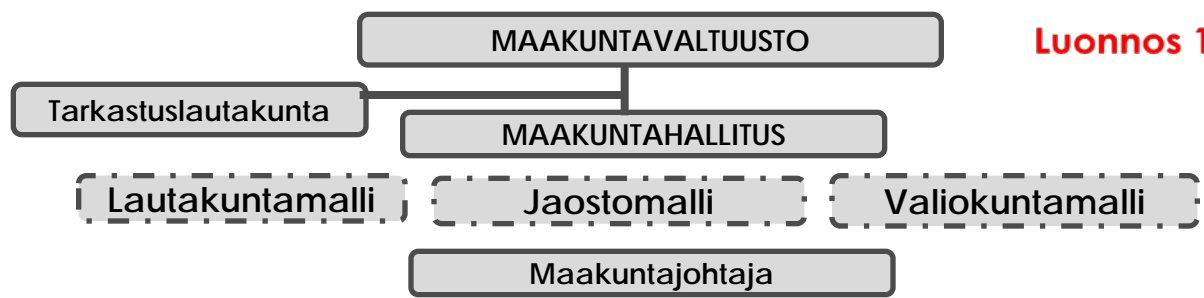 MAAKUNTAVALTUUSTO
Luonnos 1
Tarkastuslautakunta
MAAKUNTAHALLITUS
Lautakuntamalli
Jaostomalli
Valiokuntamalli
Maakuntajohtaja